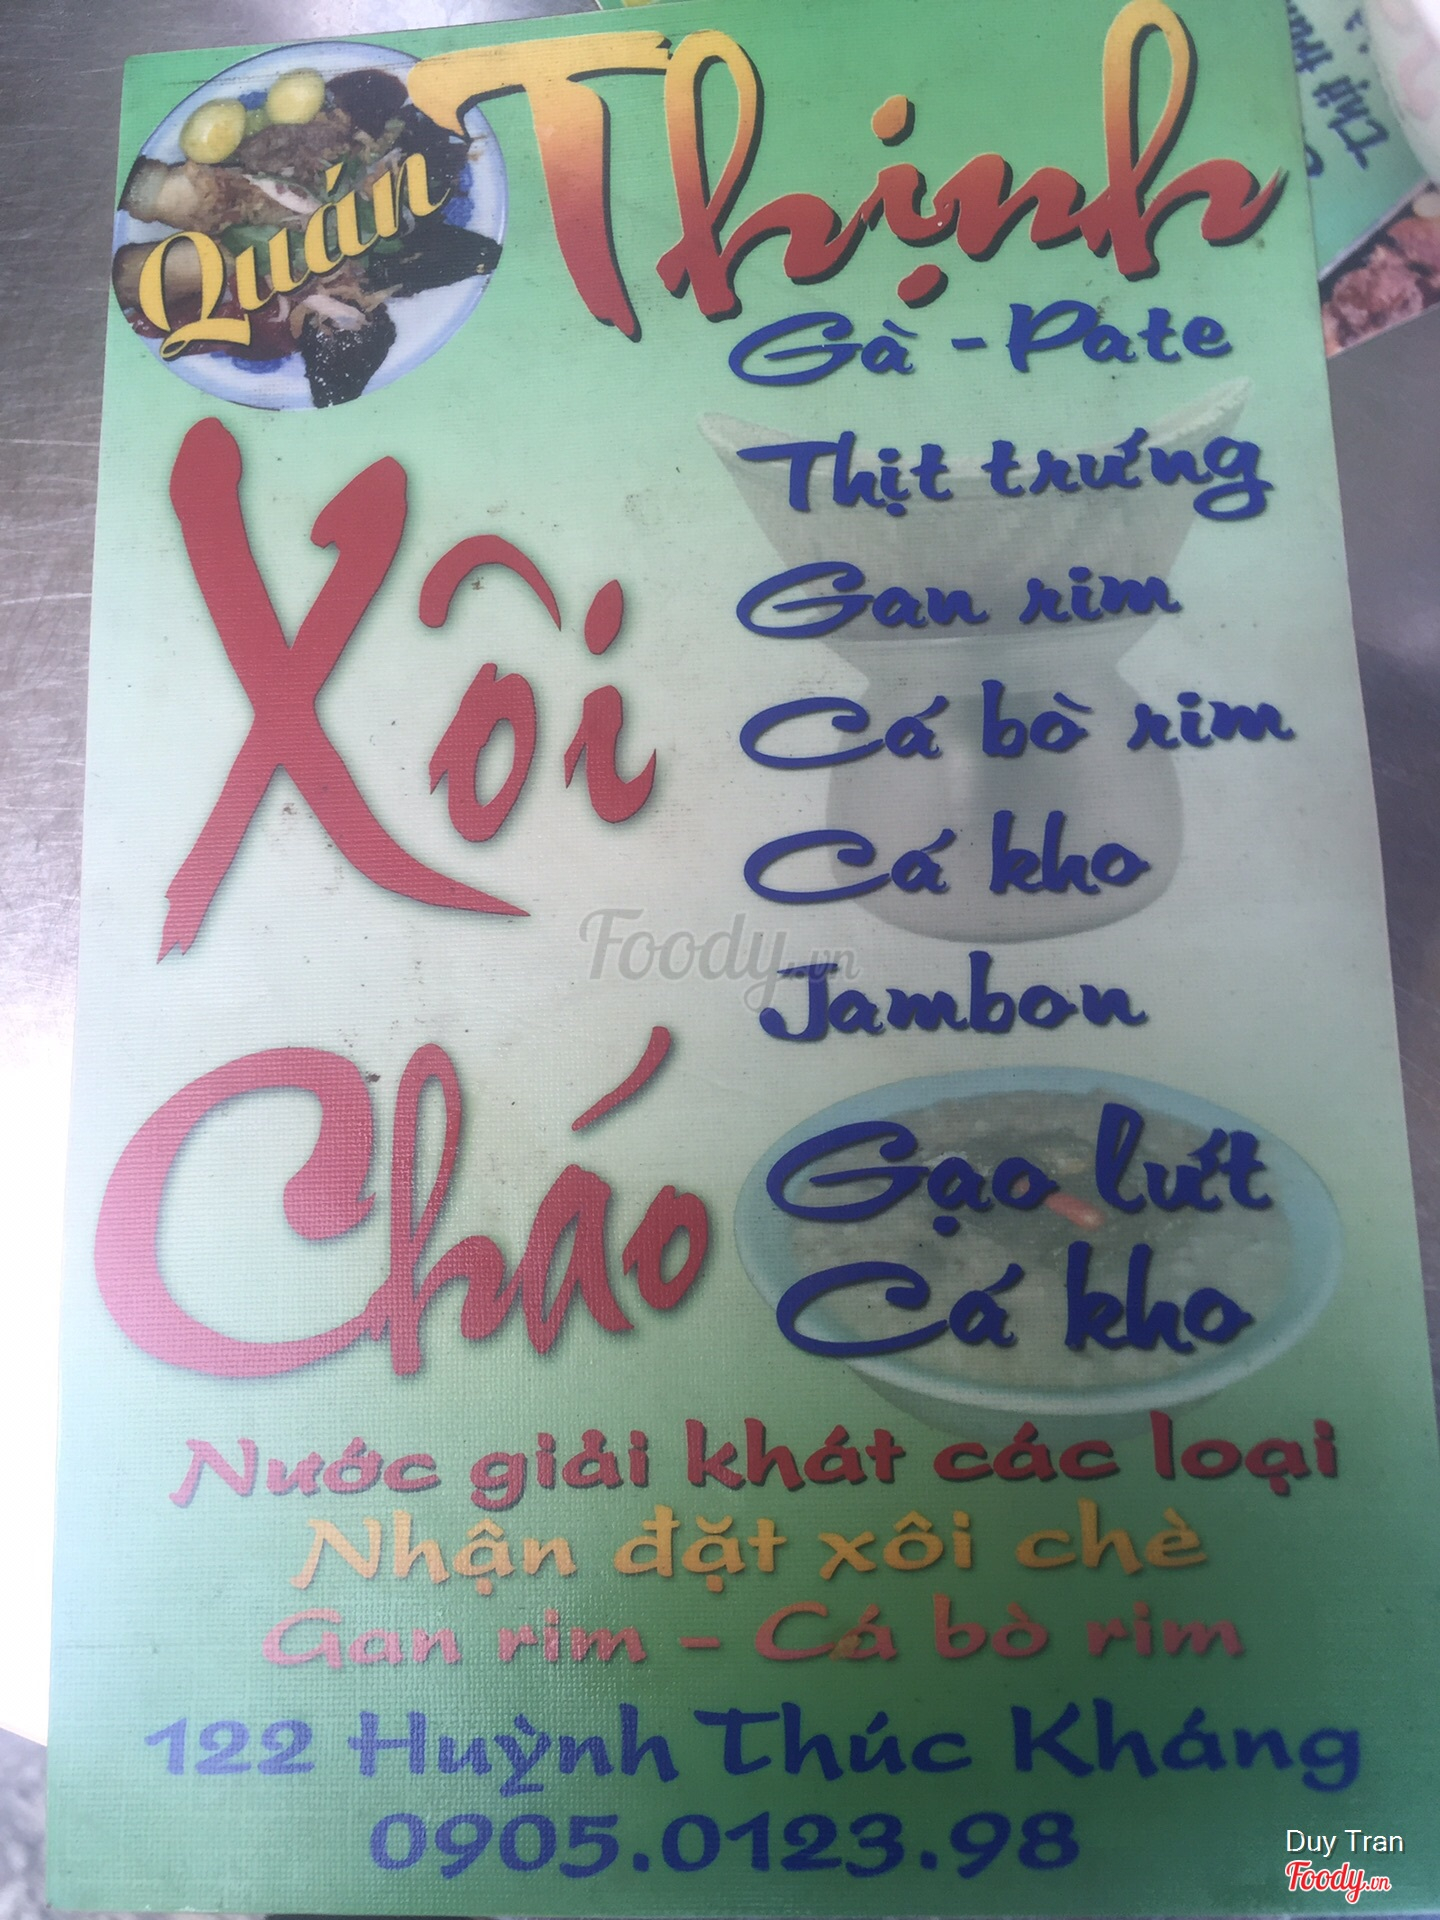 Quán Thịnh
Xôi
Gà - Pate
Thịt trứng
Gan rim
Cá bò rim
Cá kho
Jambon
Foody.vn
Cháo
Gạo lứt
Cá kho
Nước giải khát các loại
Nhận đặt xôi chè
Gan rim - Cá bò rim
122 Huỳnh Thúc Kháng
0905.0123.98
Duy Tran
Foody.vn